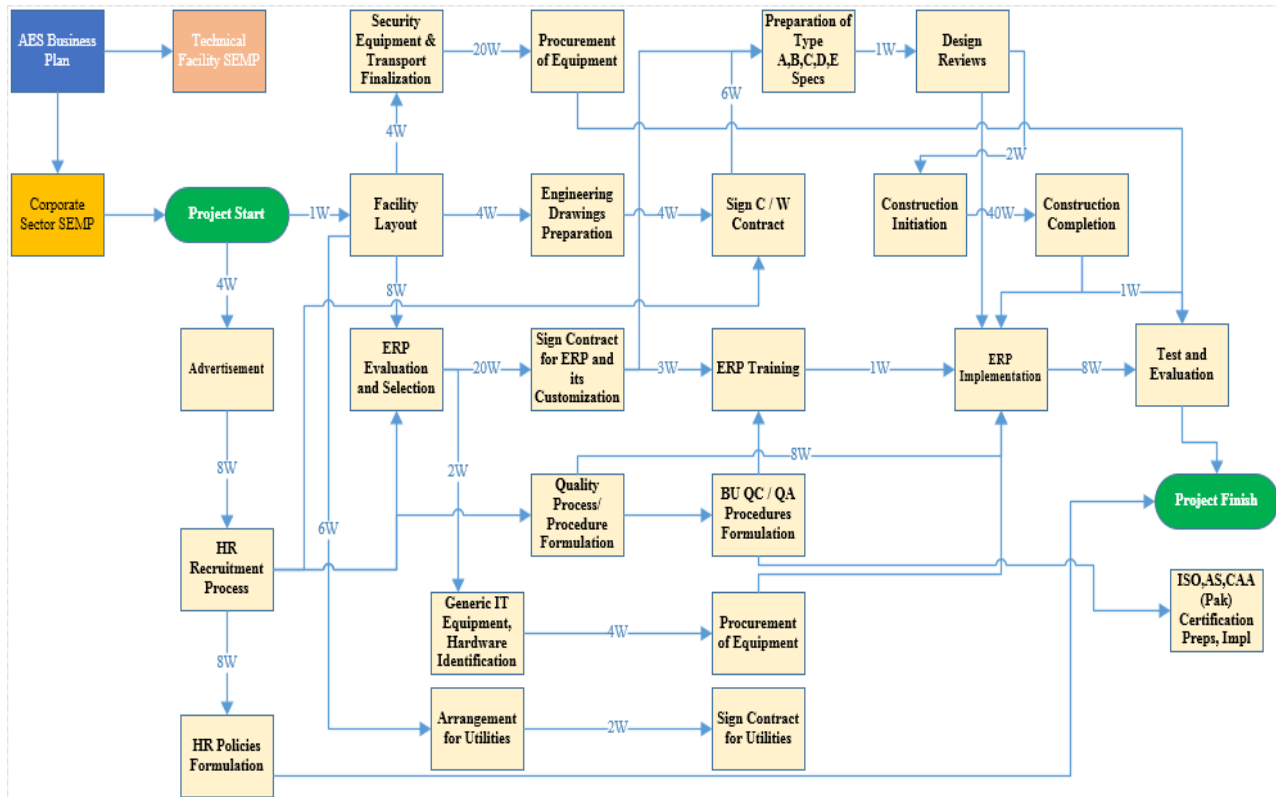 AES Business
Plan
Technical
Facility SEMP
Security
Equipment &
Transport
Finalization
20W
Procurement
of Equipment
Preparation of
Type
A,B,C,D,E
Specs
1W
Design
Reviews
6W
4W
2W
Corporate
Sector SEMP
Project Start
1W
Facility
Layout
4W
Engineering
Drawings
Preparation
4W
Sign C / W
Contract
Construction
Initiation
40W
Construction
Completion
4W
8W
1W
Advertisement
ERP
Evaluation
and Selection
20W
Sign Contract
for ERP and
its
Customization
3W
ERP Training
1W
ERP
Implementation
8W
Test and
Evaluation
8W
2W
8W
Quality
Process/
Procedure
Formulation
BU QC / QA
Procedures
Formulation
Project Finish
6W
HR
Recruitment
Process
Generic IT
Equipment,
Hardware
Identification
4W
Procurement
of Equipment
ISO,AS,CAA
(Pak)
Certification
Preps, Impl
8W
HR Policies
Formulation
Arrangement
for Utilities
2W
Sign Contract
for Utilities